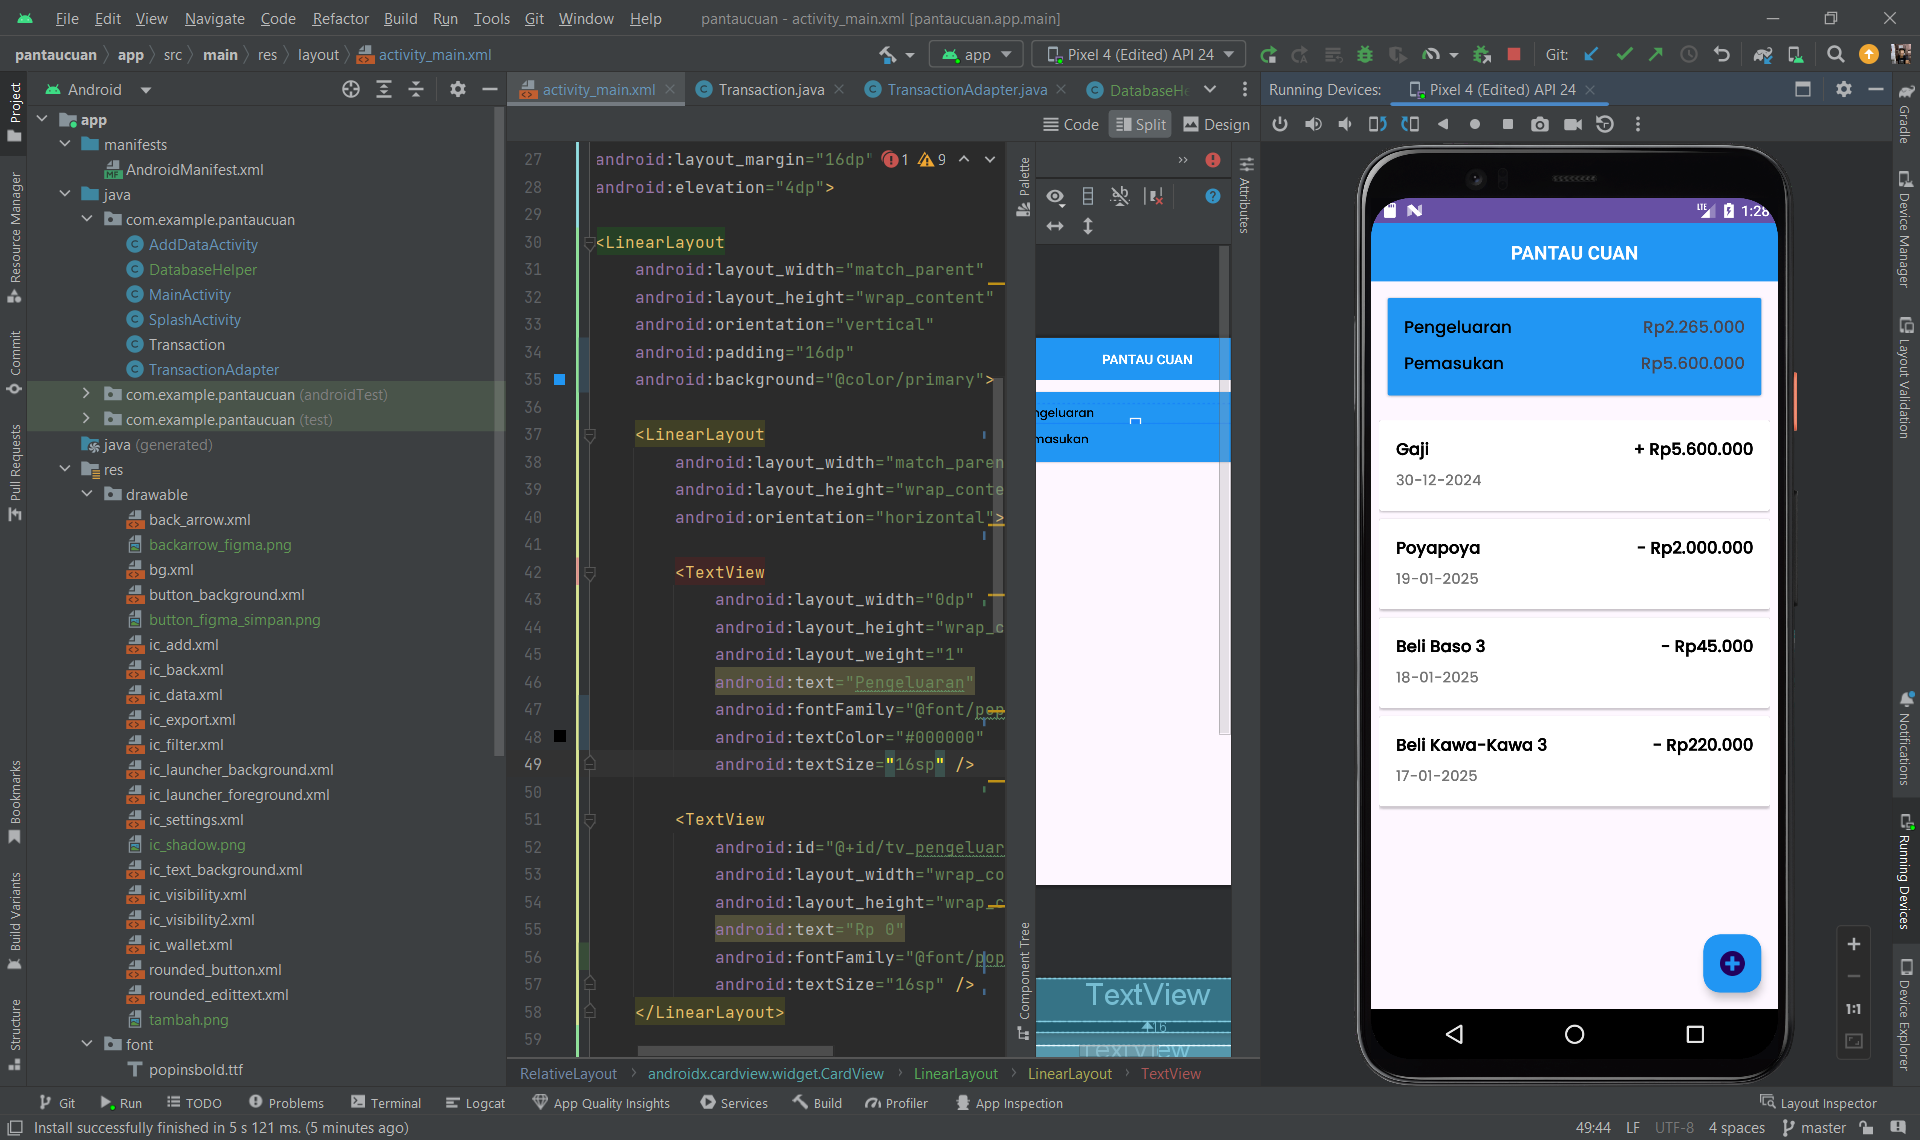 File Edit View Navigate Code Refactor Build Run Tools Git Window Help pantaucuan - activity_main.xml [pantaucuan.app.main]
pantaucuan app src main res layout activity_main.xml app Pixel 4 (Edited) API 24 Git:
Project
Resource Manager
Commit
Pull Requests
Bookmarks
Build Variants
Structure
Android
app
manifests
AndroidManifest.xml
java
com.example.pantaucuan
AddDataActivity
DatabaseHelper
MainActivity
SplashActivity
Transaction
TransactionAdapter
com.example.pantaucuan (androidTest)
com.example.pantaucuan (test)
java (generated)
res
drawable
back_arrow.xml
backarrow_figma.png
bg.xml
button_background.xml
button_figma_simpan.png
ic_add.xml
ic_back.xml
ic_data.xml
ic_export.xml
ic_filter.xml
ic_launcher_background.xml
ic_launcher_foreground.xml
ic_settings.xml
ic_shadow.png
ic_text_background.xml
ic_visibility.xml
ic_visibility2.xml
ic_wallet.xml
rounded_button.xml
rounded_edittext.xml
tambah.png
font
popinsbold.ttf
activity_main.xml Transaction.java TransactionAdapter.java DatabaseHe
Code Split Design
1 9
27 android:layout_margin="16dp"
28 android:elevation="4dp">
29
30 <LinearLayout
31 android:layout_width="match_parent"
32 android:layout_height="wrap_content"
33 android:orientation="vertical"
34 android:padding="16dp"
35 android:background="@color/primary">
36
37 <LinearLayout
38 android:layout_width="match_paren
39 android:layout_height="wrap_conte
40 android:orientation="horizontal">
41
42 <TextView
43 android:layout_width="0dp"
44 android:layout_height="wrap_c
45 android:layout_weight="1"
46 android:text="Pengeluaran"
47 android:fontFamily="@font/pop
48 android:textColor="#000000"
49 android:textSize="16sp" />
50
51 <TextView
52 android:id="@+id/tv_pengeluar
53 android:layout_width="wrap_co
54 android:layout_height="wrap_c
55 android:text="Rp 0"
56 android:fontFamily="@font/pop
57 android:textSize="16sp" />
58 </LinearLayout>
59
RelativeLayout androidx.cardview.widget.CardView LinearLayout LinearLayout TextView
Palette
Component Tree
Attributes
PANTAU CUAN
ngeluaran
masukan
TextView
16
TextView
Running Devices: Pixel 4 (Edited) API 24
LTE 1:28
PANTAU CUAN
Pengeluaran Rp2.265.000
Pemasukan Rp5.600.000
Gaji + Rp5.600.000
30-12-2024
Poyapoya - Rp2.000.000
19-01-2025
Beli Baso 3 - Rp45.000
18-01-2025
Beli Kawa-Kawa 3 - Rp220.000
17-01-2025
1:1
Gradle
Device Manager
Layout Validation
Notifications
Running Devices
Device Explorer
Git Run TODO Problems Terminal Logcat App Quality Insights Services Build Profiler App Inspection Layout Inspector
Install successfully finished in 5 s 121 ms. (5 minutes ago) 49:44 LF UTF-8 4 spaces master